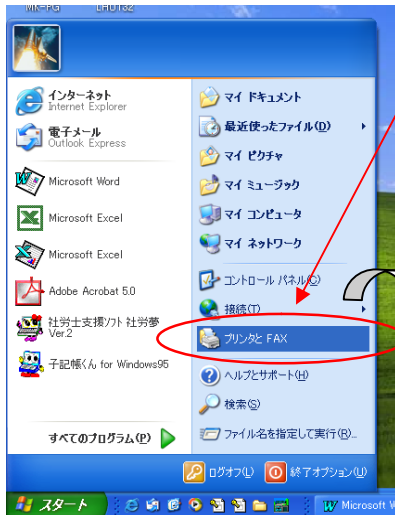 MK-FG LHU132
インターネット
Internet Explorer
電子メール
Outlook Express
Microsoft Word
Microsoft Excel
Microsoft Excel
Adobe Acrobat 5.0
社労士支援ソフト 社労夢
Ver.2
子記帳くん for Windows95
すべてのプログラム(P)
マイ ドキュメント
最近使ったファイル(D)
マイ ピクチャ
マイ ミュージック
マイ コンピュータ
マイ ネットワーク
コントロール パネル(C)
接続(T)
プリンタと FAX
ヘルプとサポート(H)
検索(S)
ファイル名を指定して実行(R)...
ログオフ(L) 終了オプション(U)
スタート
Microsoft W